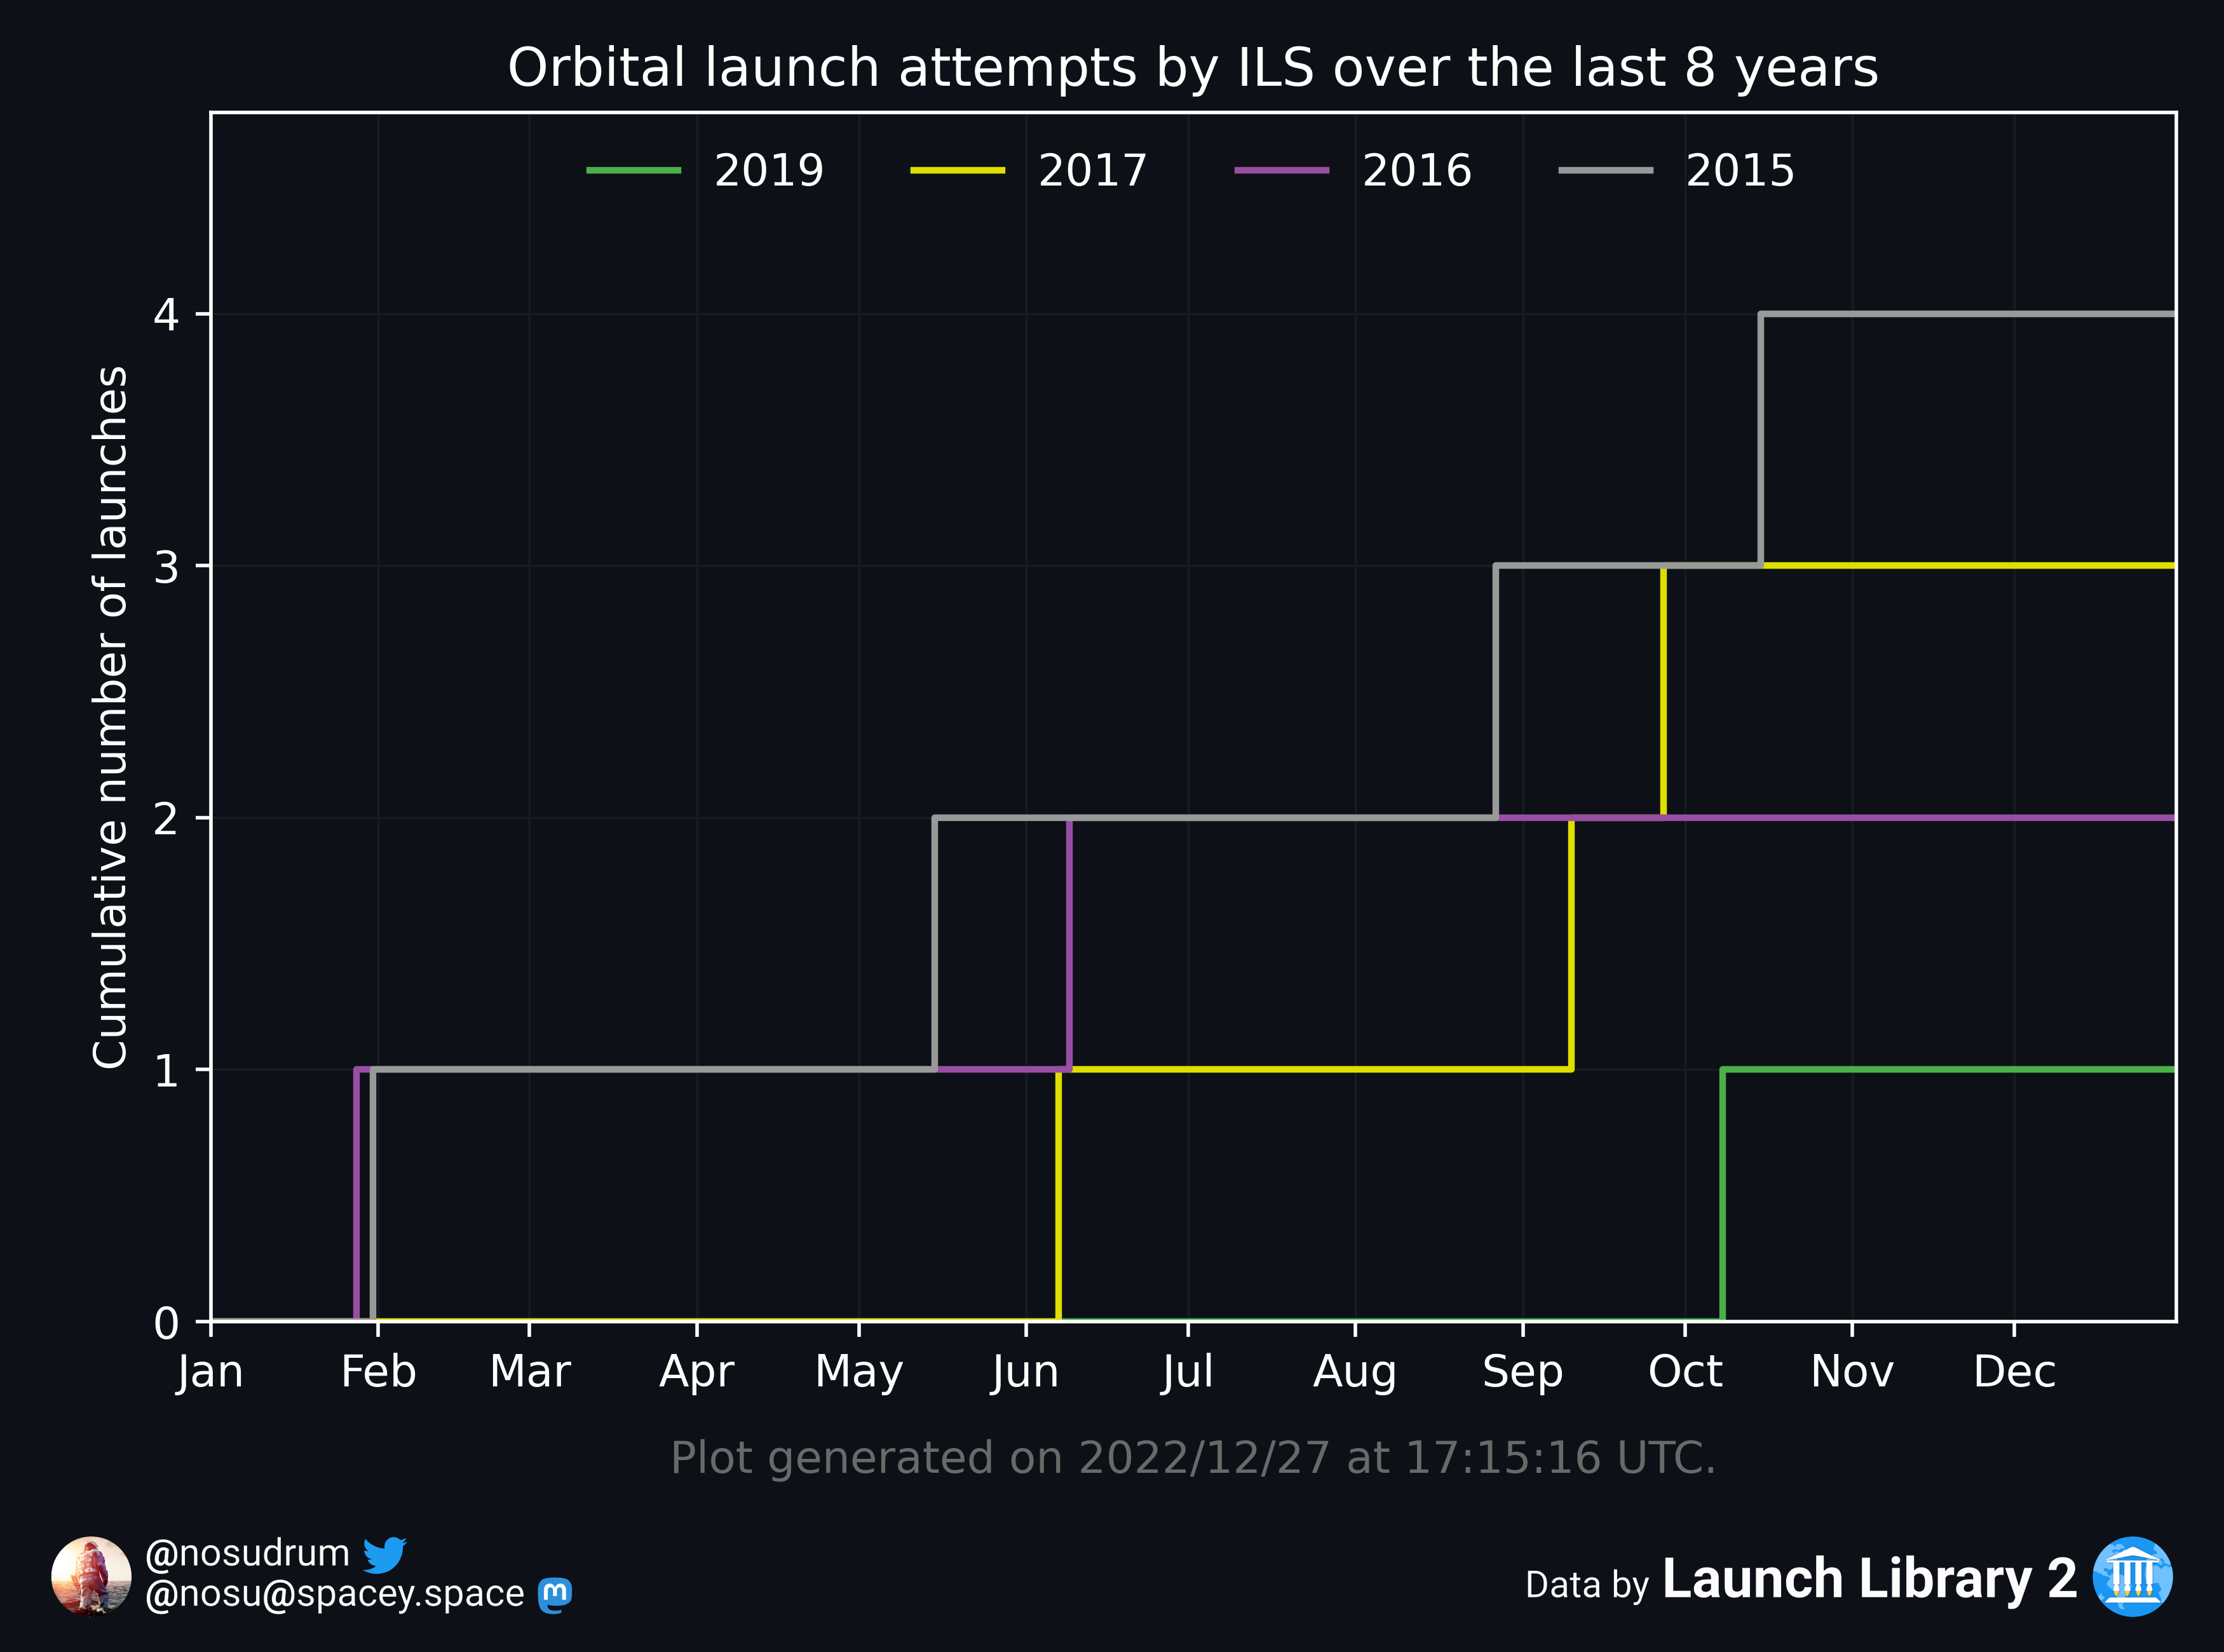 Orbital launch attempts by ILS over the last 8 years
2019 2017 2016 2015
Cumulative number of launches
4
3
2
1
0
Jan Feb Mar Apr May Jun Jul Aug Sep Oct Nov Dec
Plot generated on 2022/12/27 at 17:15:16 UTC.
@nosudrum
@nosu@spacey.space
Data by Launch Library 2